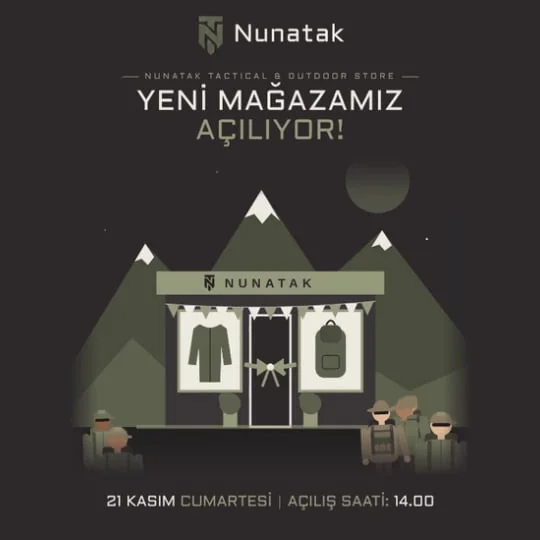 Nunatak
NUNATAK TACTICAL & OUTDOOR STORE
YENİ MAĞAZAMIZ
AÇILIYOR!
NUNATAK
21 KASIM CUMARTESİ | AÇILIŞ SAATİ: 14.00